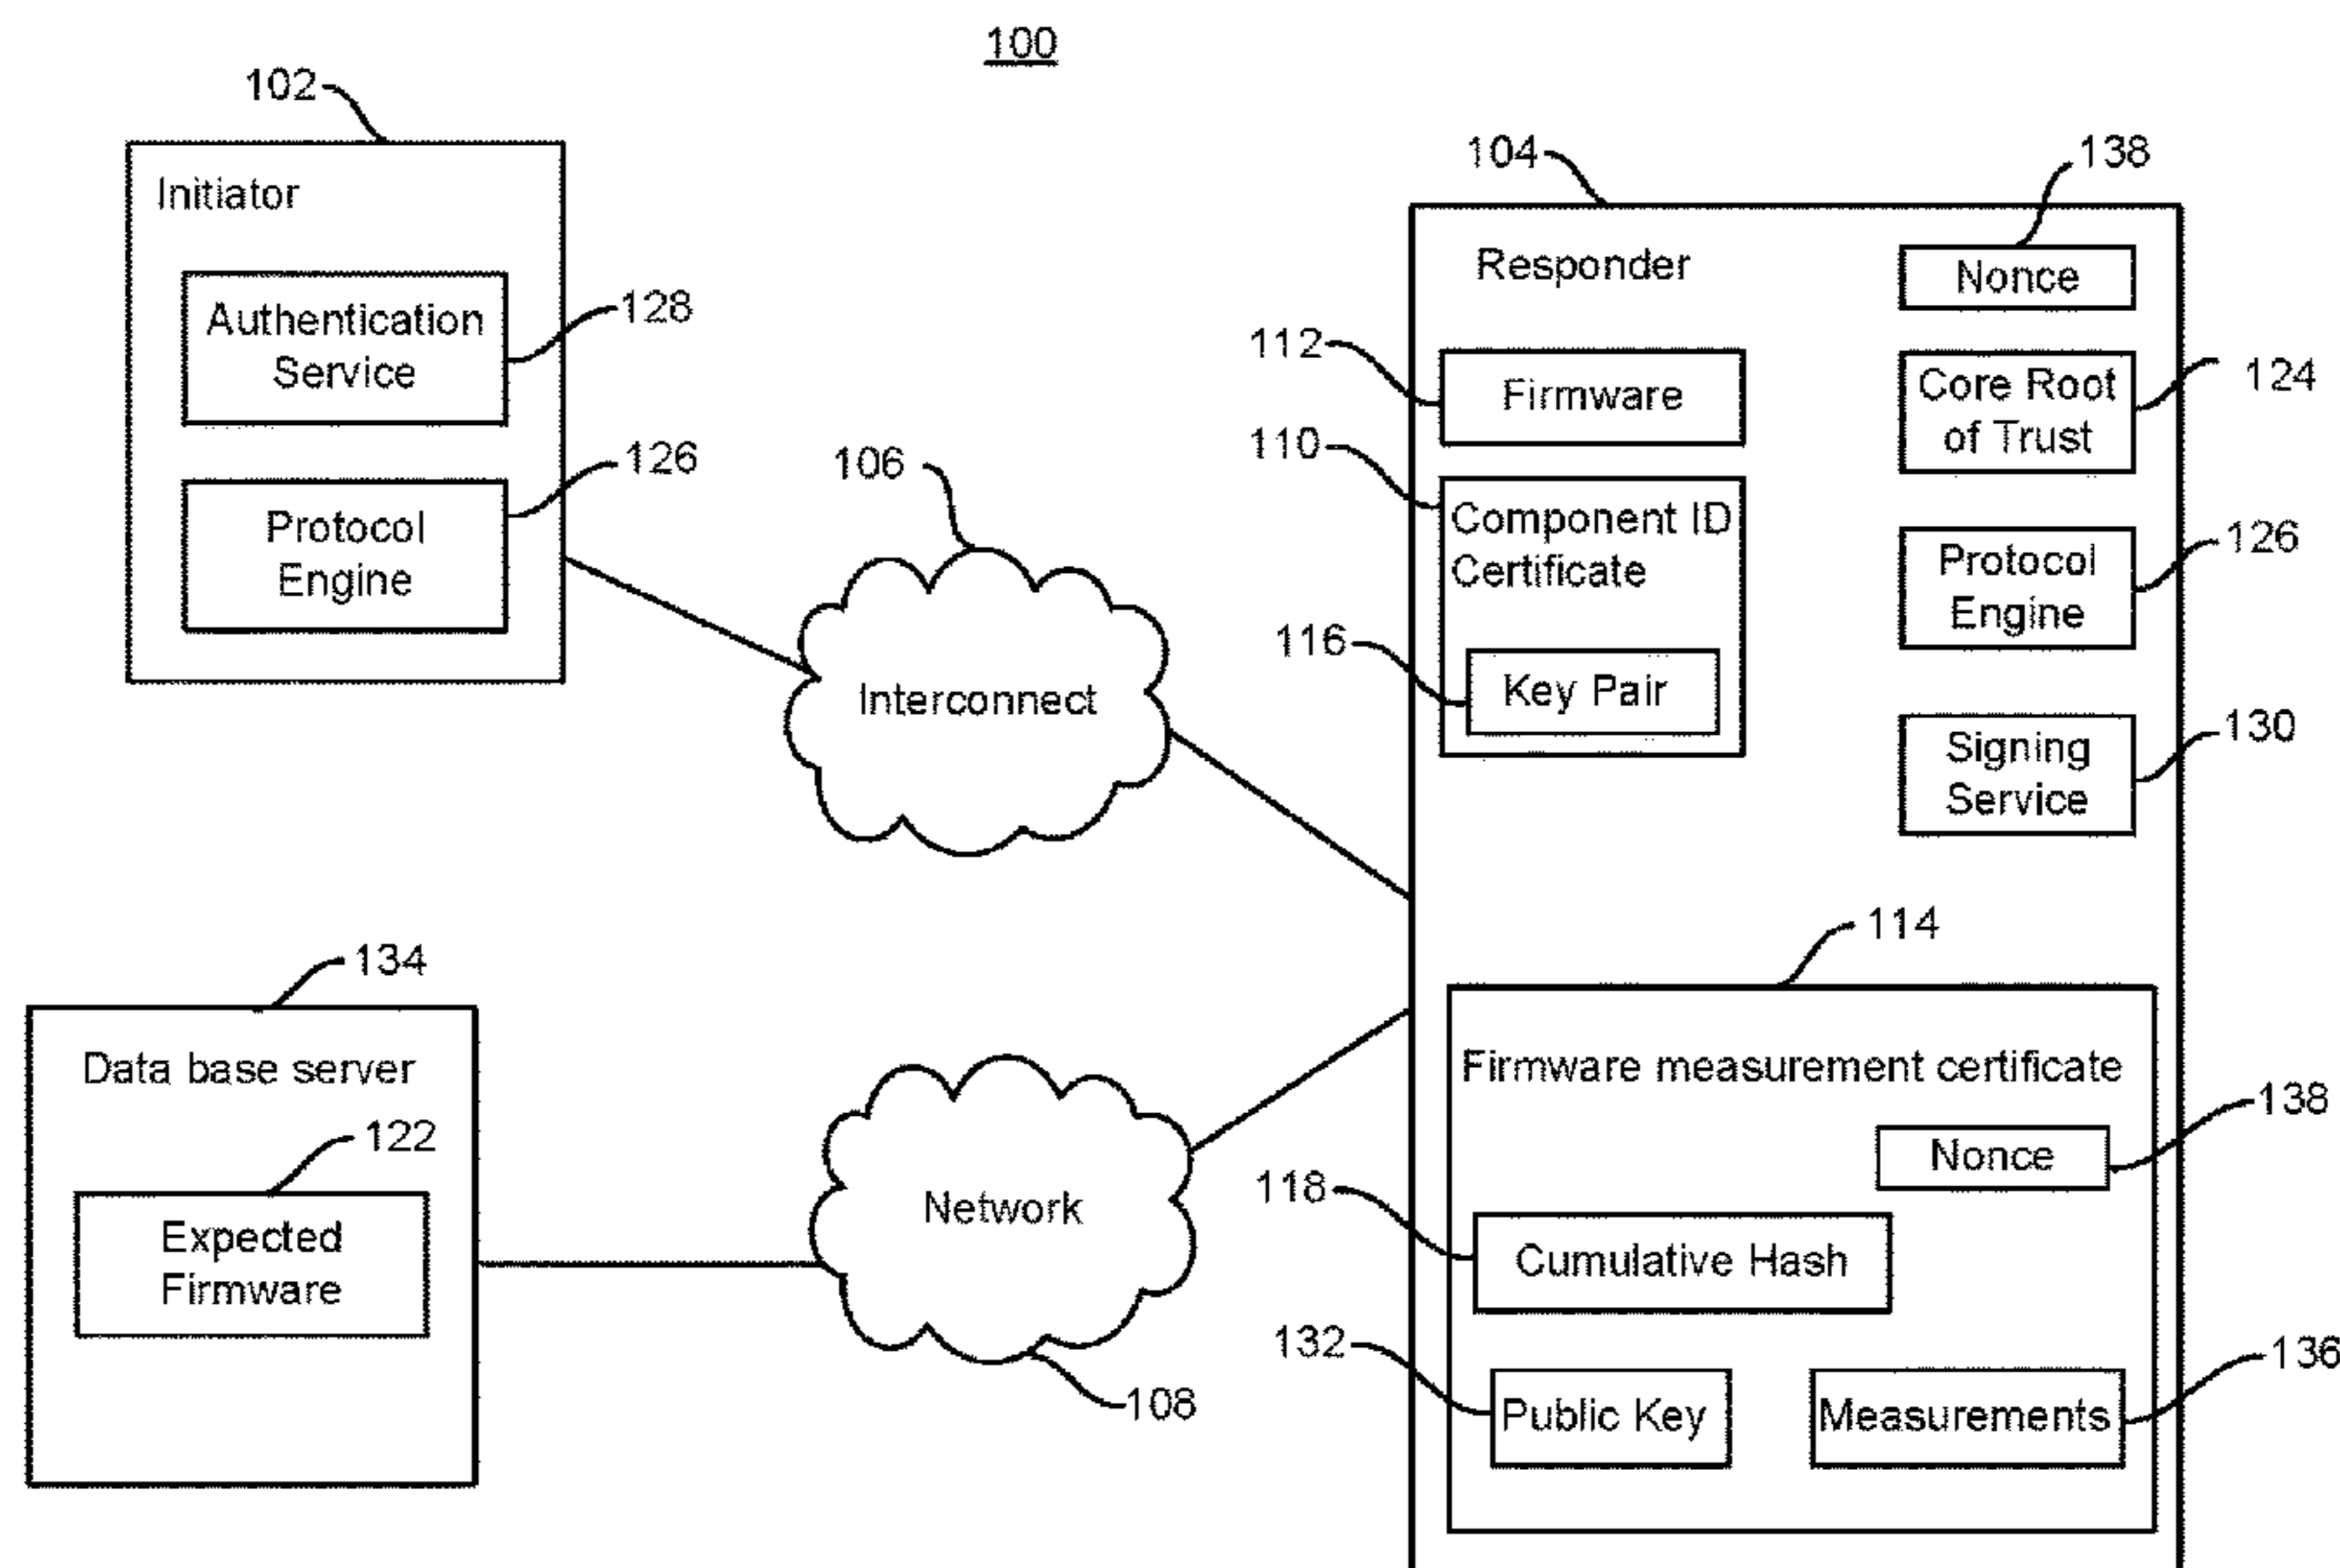 100
102
Initiator
Authentication
Service
128
Protocol
Engine
126
106
Interconnect
104
138
Responder
Nonce
112
Firmware
Core Root
of Trust
124
110
Component ID
Certificate
116
Key Pair
Protocol
Engine
126
Signing
Service
130
134
Data base server
122
Expected
Firmware
Network
108
114
Firmware measurement certificate
138
Nonce
118
Cumulative Hash
132
Public Key
Measurements
136